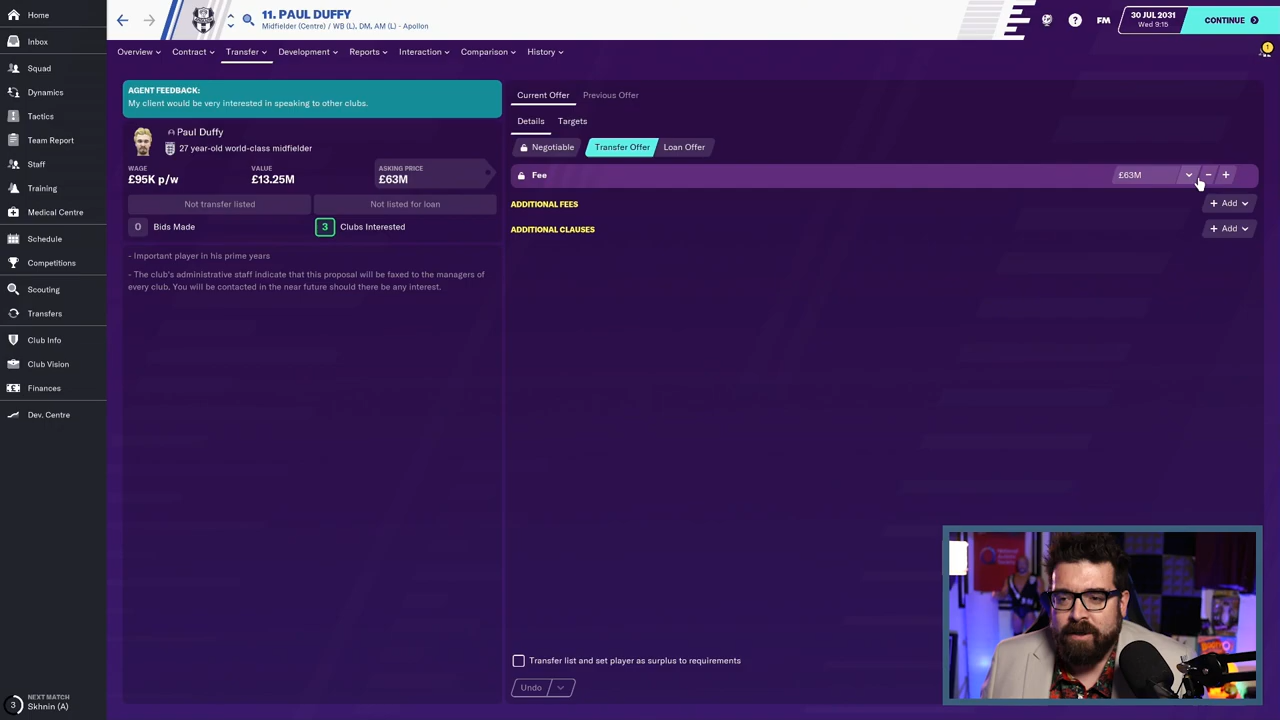 11. PAUL DUFFY
Midfielder (Centre) / WB (L), DM, AM (L) - Apollon
FM
30 JUL 2031
Wed 9:15
CONTINUE
1
Home
Inbox
Squad
Dynamics
Tactics
Team Report
Staff
Training
Medical Centre
Schedule
Competitions
Scouting
Transfers
Club Info
Club Vision
Finances
Dev. Centre
3
NEXT MATCH
Skhnn (A)
Overview
Contract
Transfer
Development
Reports
Interaction
Comparison
History
AGENT FEEDBACK:
My client would be very interested in speaking to other clubs.
Paul Duffy
27 year-old world-class midfielder
WAGE
£95K p/w
VALUE
£13.25M
ASKING PRICE
£63M
Not transfer listed
Not listed for loan
0 Bids Made
3 Clubs Interested
- Important player in his prime years
- The club's administrative staff indicate that this proposal will be faxed to the managers of
every club. You will be contacted in the near future should there be any interest.
Current Offer
Previous Offer
Details
Targets
Negotiable
Transfer Offer
Loan Offer
Fee
£63M
ADDITIONAL FEES
+ Add
ADDITIONAL CLAUSES
+ Add
Transfer list and set player as surplus to requirements
Undo